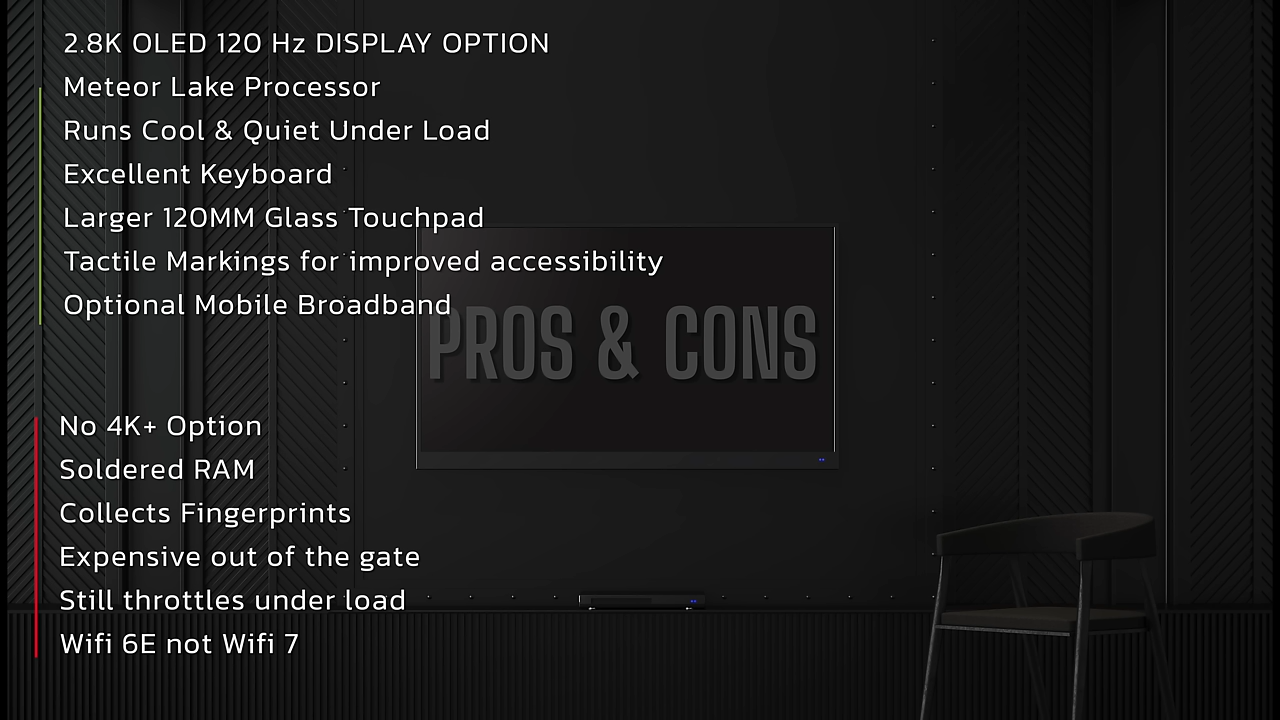 2.8K OLED 120 Hz DISPLAY OPTION
Meteor Lake Processor
Runs Cool & Quiet Under Load
Excellent Keyboard
Larger 120MM Glass Touchpad
Tactile Markings for improved accessibility
Optional Mobile Broadband
PROS & CONS
No 4K+ Option
Soldered RAM
Collects Fingerprints
Expensive out of the gate
Still throttles under load
Wifi 6E not Wifi 7